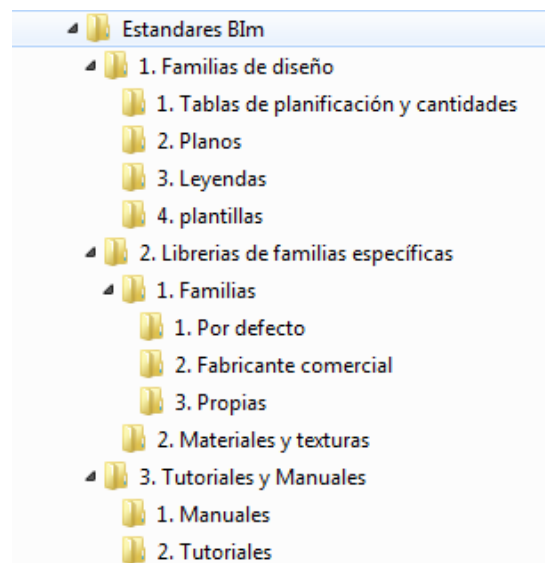 Estandares BIm
1. Familias de diseño
1. Tablas de planificación y cantidades
2. Planos
3. Leyendas
4. plantillas
2. Librerias de familias específicas
1. Familias
1. Por defecto
2. Fabricante comercial
3. Propias
2. Materiales y texturas
3. Tutoriales y Manuales
1. Manuales
2. Tutoriales